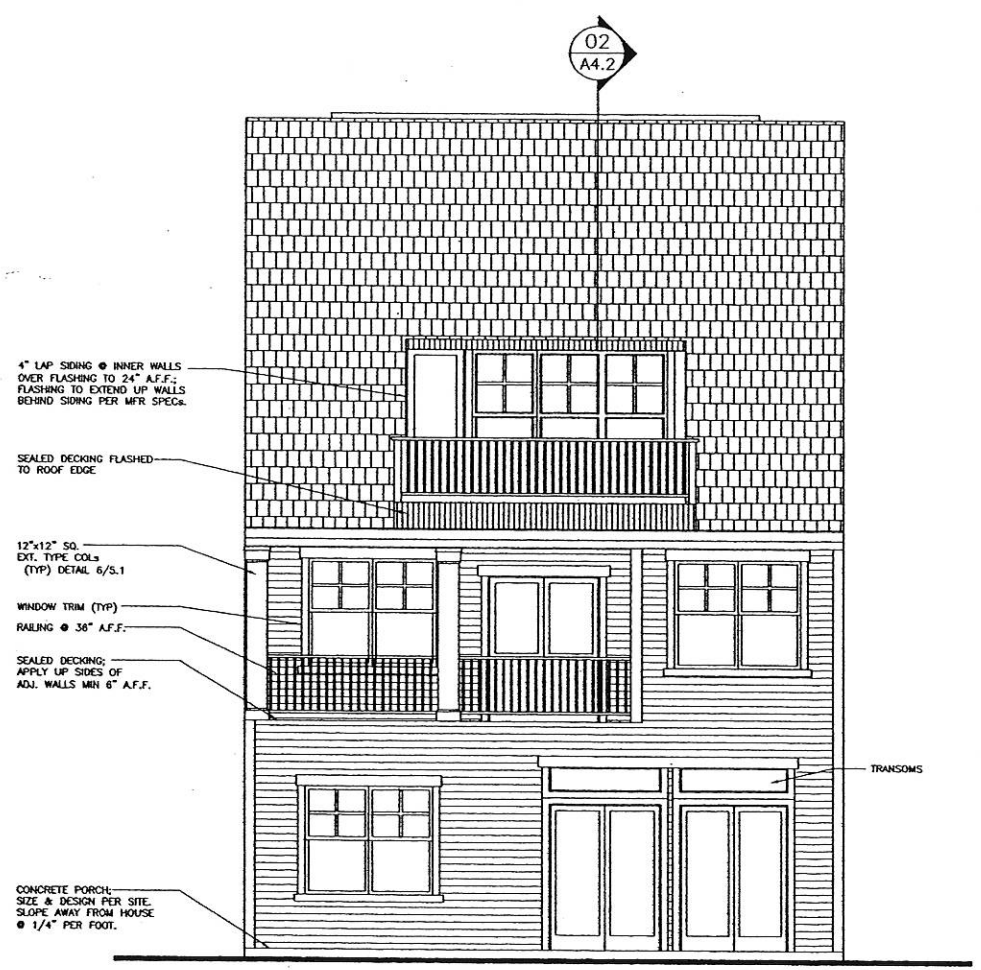 02
A4.2
4" LAP SIDING @ INNER WALLS
OVER FLASHING TO 24" A.F.F.;
FLASHING TO EXTEND UP WALLS
BEHIND SIDING PER MFR SPECs.
SEALED DECKING FLASHED
TO ROOF EDGE
12"x12" SQ.
EXT. TYPE COLs
(TYP) DETAIL 6/5.1
WINDOW TRIM (TYP)
RAILING @ 36" A.F.F.
SEALED DECKING;
APPLY UP SIDES OF
ADJ. WALLS MIN 6" A.F.F.
TRANSOMS
CONCRETE PORCH;
SIZE & DESIGN PER SITE.
SLOPE AWAY FROM HOUSE
@ 1/4" PER FOOT.